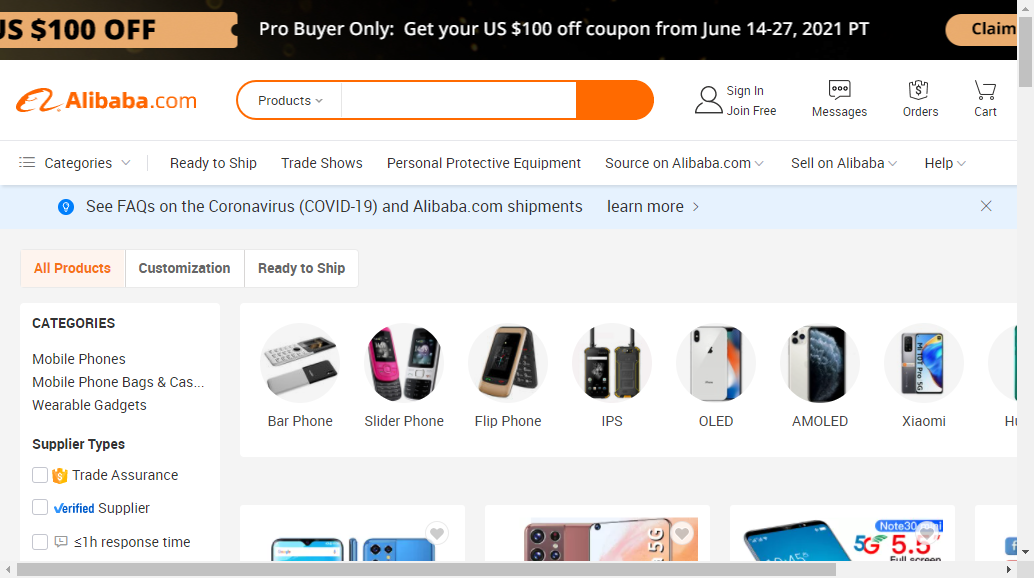 US $100 OFF
Pro Buyer Only: Get your US $100 off coupon from June 14-27, 2021 PT
Claim
Alibaba.com
Products
Sign In
Join Free
Messages
Orders
Cart
Categories
Ready to Ship
Trade Shows
Personal Protective Equipment
Source on Alibaba.com
Sell on Alibaba
Help
See FAQs on the Coronavirus (COVID-19) and Alibaba.com shipments
learn more
All Products
Customization
Ready to Ship
CATEGORIES
Mobile Phones
Mobile Phone Bags & Cas...
Wearable Gadgets
Supplier Types
Trade Assurance
Verified Supplier
≤1h response time
Bar Phone
Slider Phone
Flip Phone
IPS
OLED
AMOLED
Xiaomi
5G
5G 5.5
Full screen